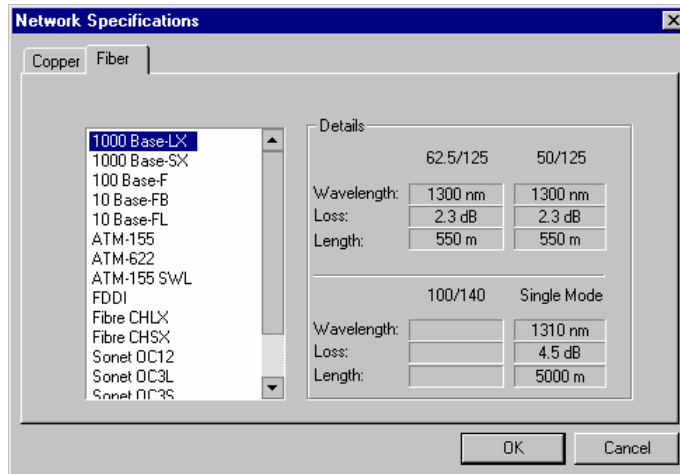 Network Specifications
Copper
Fiber
1000 Base-LX
1000 Base-SX
100 Base-F
10 Base-FB
10 Base-FL
ATM-155
ATM-622
ATM-155 SWL
FDDI
Fibre CHLX
Fibre CHSX
Sonet OC12
Sonet OC3L
Sonet OC3S
Details
62.5/125 50/125
Wavelength: 1300 nm 1300 nm
Loss: 2.3 dB 2.3 dB
Length: 550 m 550 m
100/140 Single Mode
Wavelength: 1310 nm
Loss: 4.5 dB
Length: 5000 m
OK
Cancel